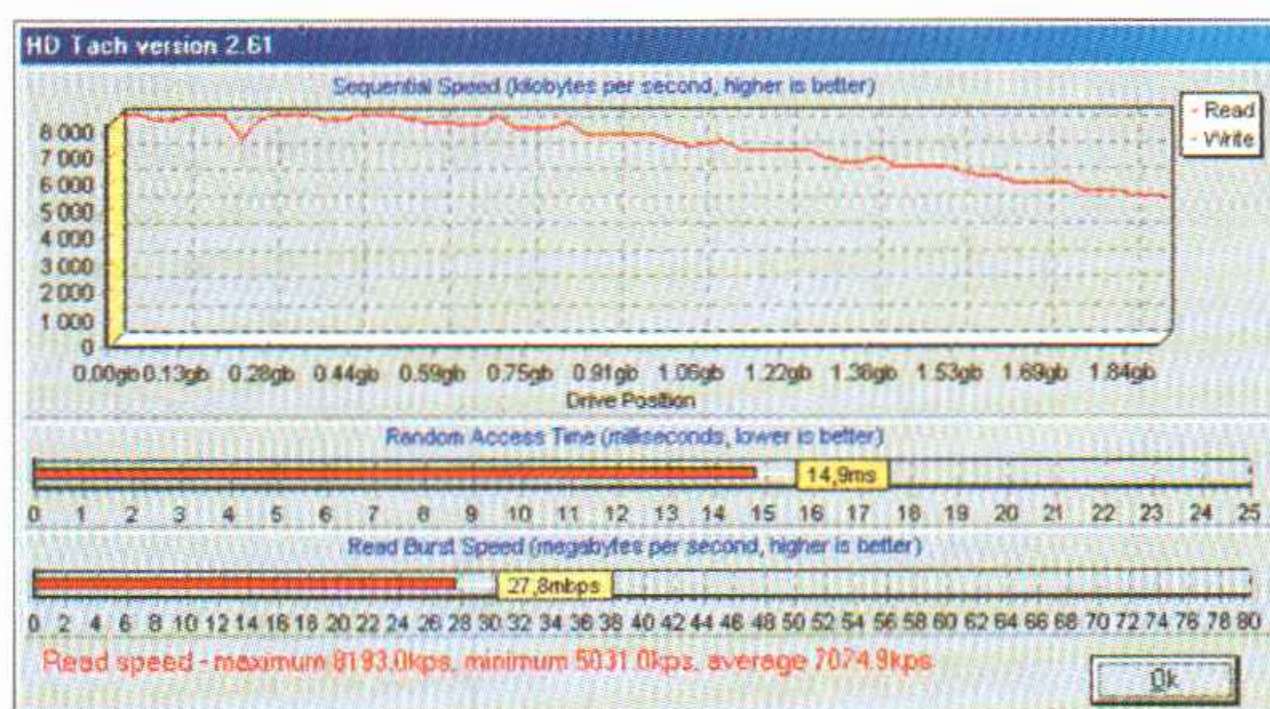 HD Tach version 2.61
Sequential Speed (kilobytes per second, higher is better)
Read
Write
8 000
7 000
6 000
5 000
4 000
3 000
2 000
1 000
0
0.00gb 0.13gb 0.28gb 0.44gb 0.59gb 0.75gb 0.91gb 1.06gb 1.22gb 1.38gb 1.53gb 1.69gb 1.84gb
Drive Position
Random Access Time (milliseconds, lower is better)
14,9ms
0 1 2 3 4 5 6 7 8 9 10 11 12 13 14 15 16 17 18 19 20 21 22 23 24 25
Read Burst Speed (megabytes per second, higher is better)
27,8mbps
0 2 4 6 8 10 12 14 16 18 20 22 24 26 28 30 32 34 36 38 40 42 44 46 48 50 52 54 56 58 60 62 64 66 68 70 72 74 76 78 80
Read speed - maximum 8193.0kps, minimum 5031.0kps, average 7074.9kps
Ok